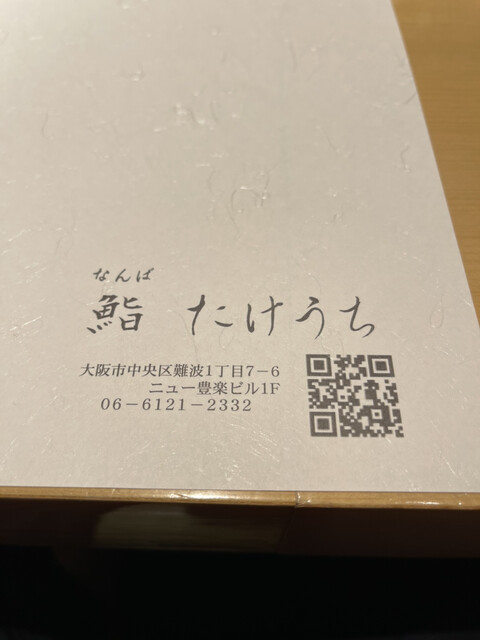 なんば
鮨 たけうち
大阪市中央区難波1丁目7−6
ニュー豊楽ビル1F
06−6121−2332